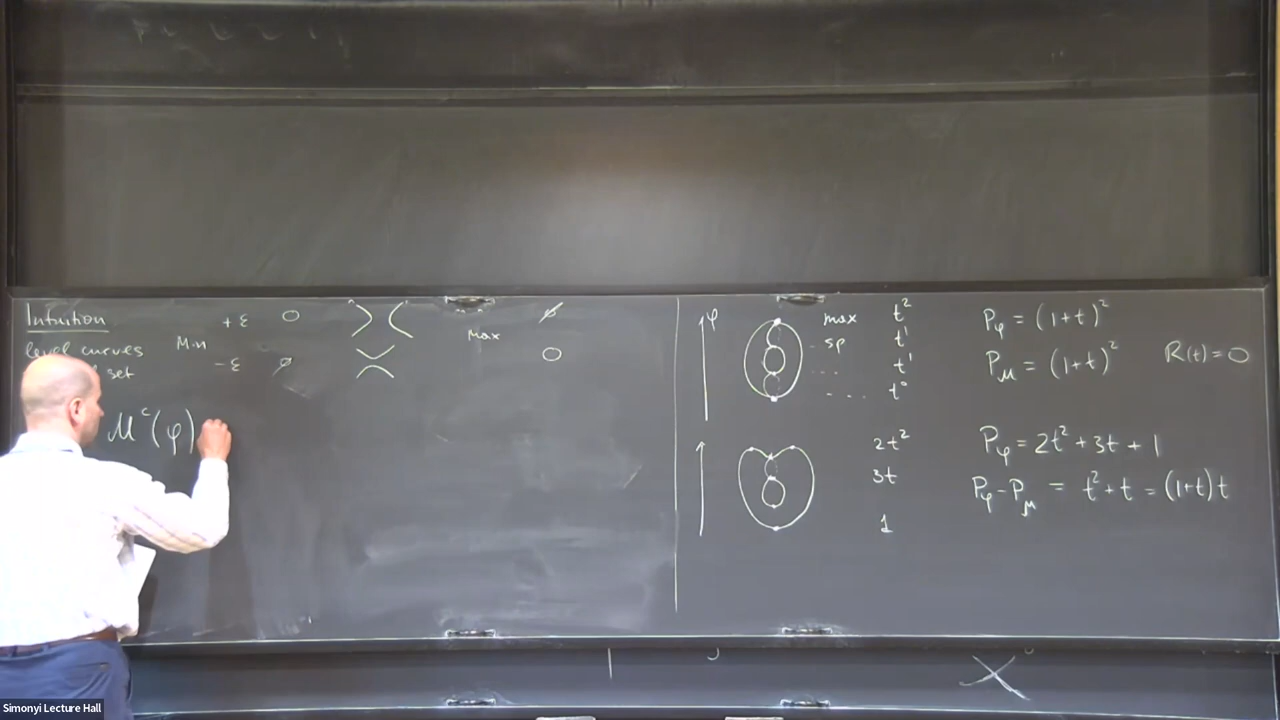 Intuition
level curves
set
Min
+ε ○
-ε ∅
max ∅
○
M^c(φ)
φ
max t^2
sp t^1
... t^1
... t^0
P_φ = (1+t)^2
P_M = (1+t)^2
R(t) = 0
2t^2
3t
1
P_φ = 2t^2 + 3t + 1
P_φ - P_M = t^2 + t = (1+t)t
Simonyi Lecture Hall